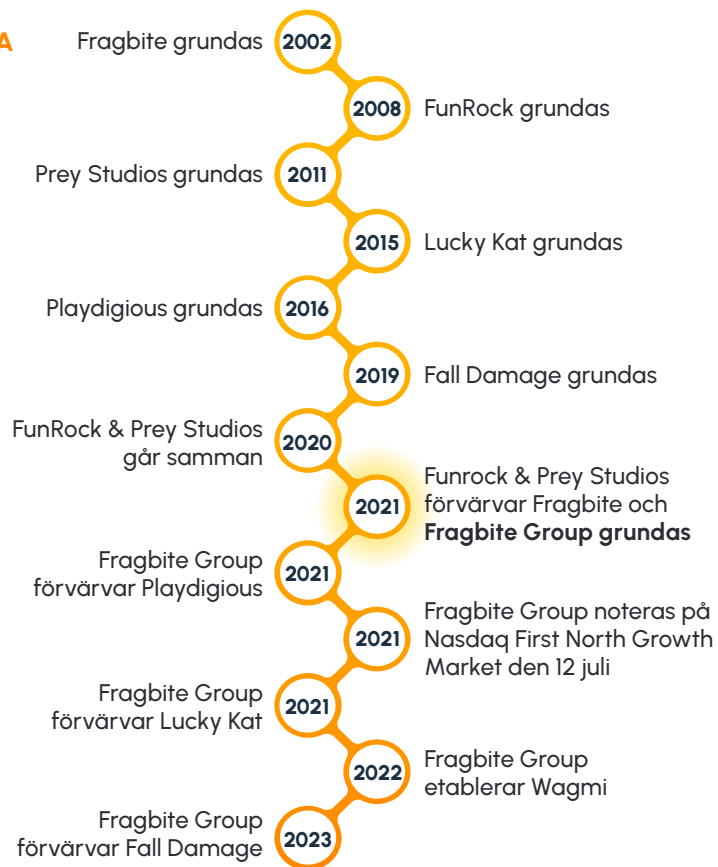 A
Fragbite grundas
2002
2008
FunRock grundas
Prey Studios grundas
2011
2015
Lucky Kat grundas
Playdigious grundas
2016
2019
Fall Damage grundas
FunRock & Prey Studios
går samman
2020
2021
Funrock & Prey Studios
förvärvar Fragbite och
Fragbite Group grundas
Fragbite Group
förvärvar Playdigious
2021
2021
Fragbite Group noteras på
Nasdaq First North Growth
Market den 12 juli
Fragbite Group
förvärvar Lucky Kat
2021
2022
Fragbite Group
etablerar Wagmi
Fragbite Group
förvärvar Fall Damage
2023